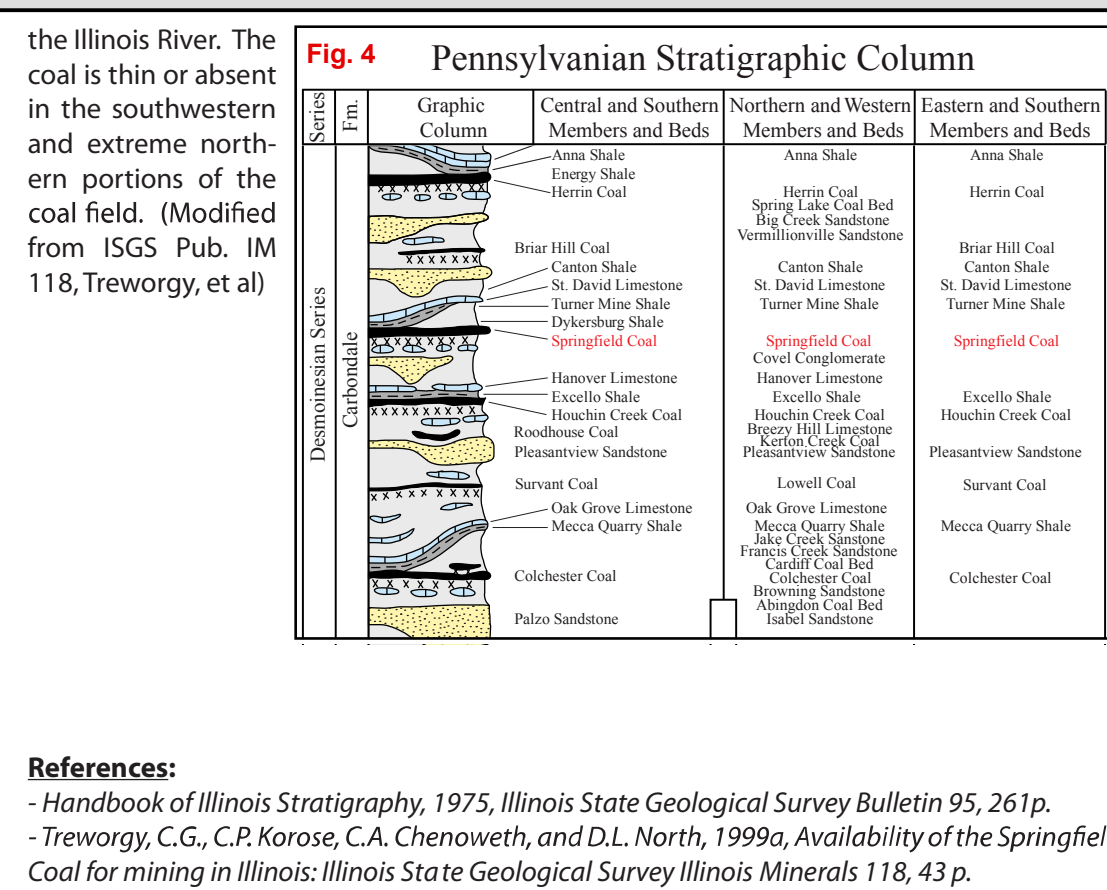 the Illinois River. The
coal is thin or absent
in the southwestern
and extreme north-
ern portions of the
coal field. (Modified
from ISGS Pub. IM
118, Treworgy, et al)
Fig. 4
Pennsylvanian Stratigraphic Column
Series
Fm.
Graphic
Column
Central and Southern
Members and Beds
Northern and Western
Members and Beds
Eastern and Southern
Members and Beds
Desmoinesian Series
Carbondale
Anna Shale
Energy Shale
Herrin Coal
Briar Hill Coal
Canton Shale
St. David Limestone
Turner Mine Shale
Dykersburg Shale
Springfield Coal
Hanover Limestone
Excello Shale
Houchin Creek Coal
Roodhouse Coal
Pleasantview Sandstone
Survant Coal
Oak Grove Limestone
Mecca Quarry Shale
Colchester Coal
Palzo Sandstone
Anna Shale
Herrin Coal
Spring Lake Coal Bed
Big Creek Sandstone
Vermillionville Sandstone
Canton Shale
St. David Limestone
Turner Mine Shale
Springfield Coal
Covel Conglomerate
Hanover Limestone
Excello Shale
Houchin Creek Coal
Breezy Hill Limestone
Kerton Creek Coal
Pleasantview Sandstone
Lowell Coal
Oak Grove Limestone
Mecca Quarry Shale
Jake Creek Sanstone
Francis Creek Sandstone
Cardiff Coal Bed
Colchester Coal
Browning Sandstone
Abingdon Coal Bed
Isabel Sandstone
Anna Shale
Herrin Coal
Briar Hill Coal
Canton Shale
St. David Limestone
Turner Mine Shale
Springfield Coal
Excello Shale
Houchin Creek Coal
Pleasantview Sandstone
Survant Coal
Mecca Quarry Shale
Colchester Coal
References:
- Handbook of Illinois Stratigraphy, 1975, Illinois State Geological Survey Bulletin 95, 261p.
- Treworgy, C.G., C.P. Korose, C.A. Chenoweth, and D.L. North, 1999a, Availability of the Springfiel
Coal for mining in Illinois: Illinois State Geological Survey Illinois Minerals 118, 43 p.